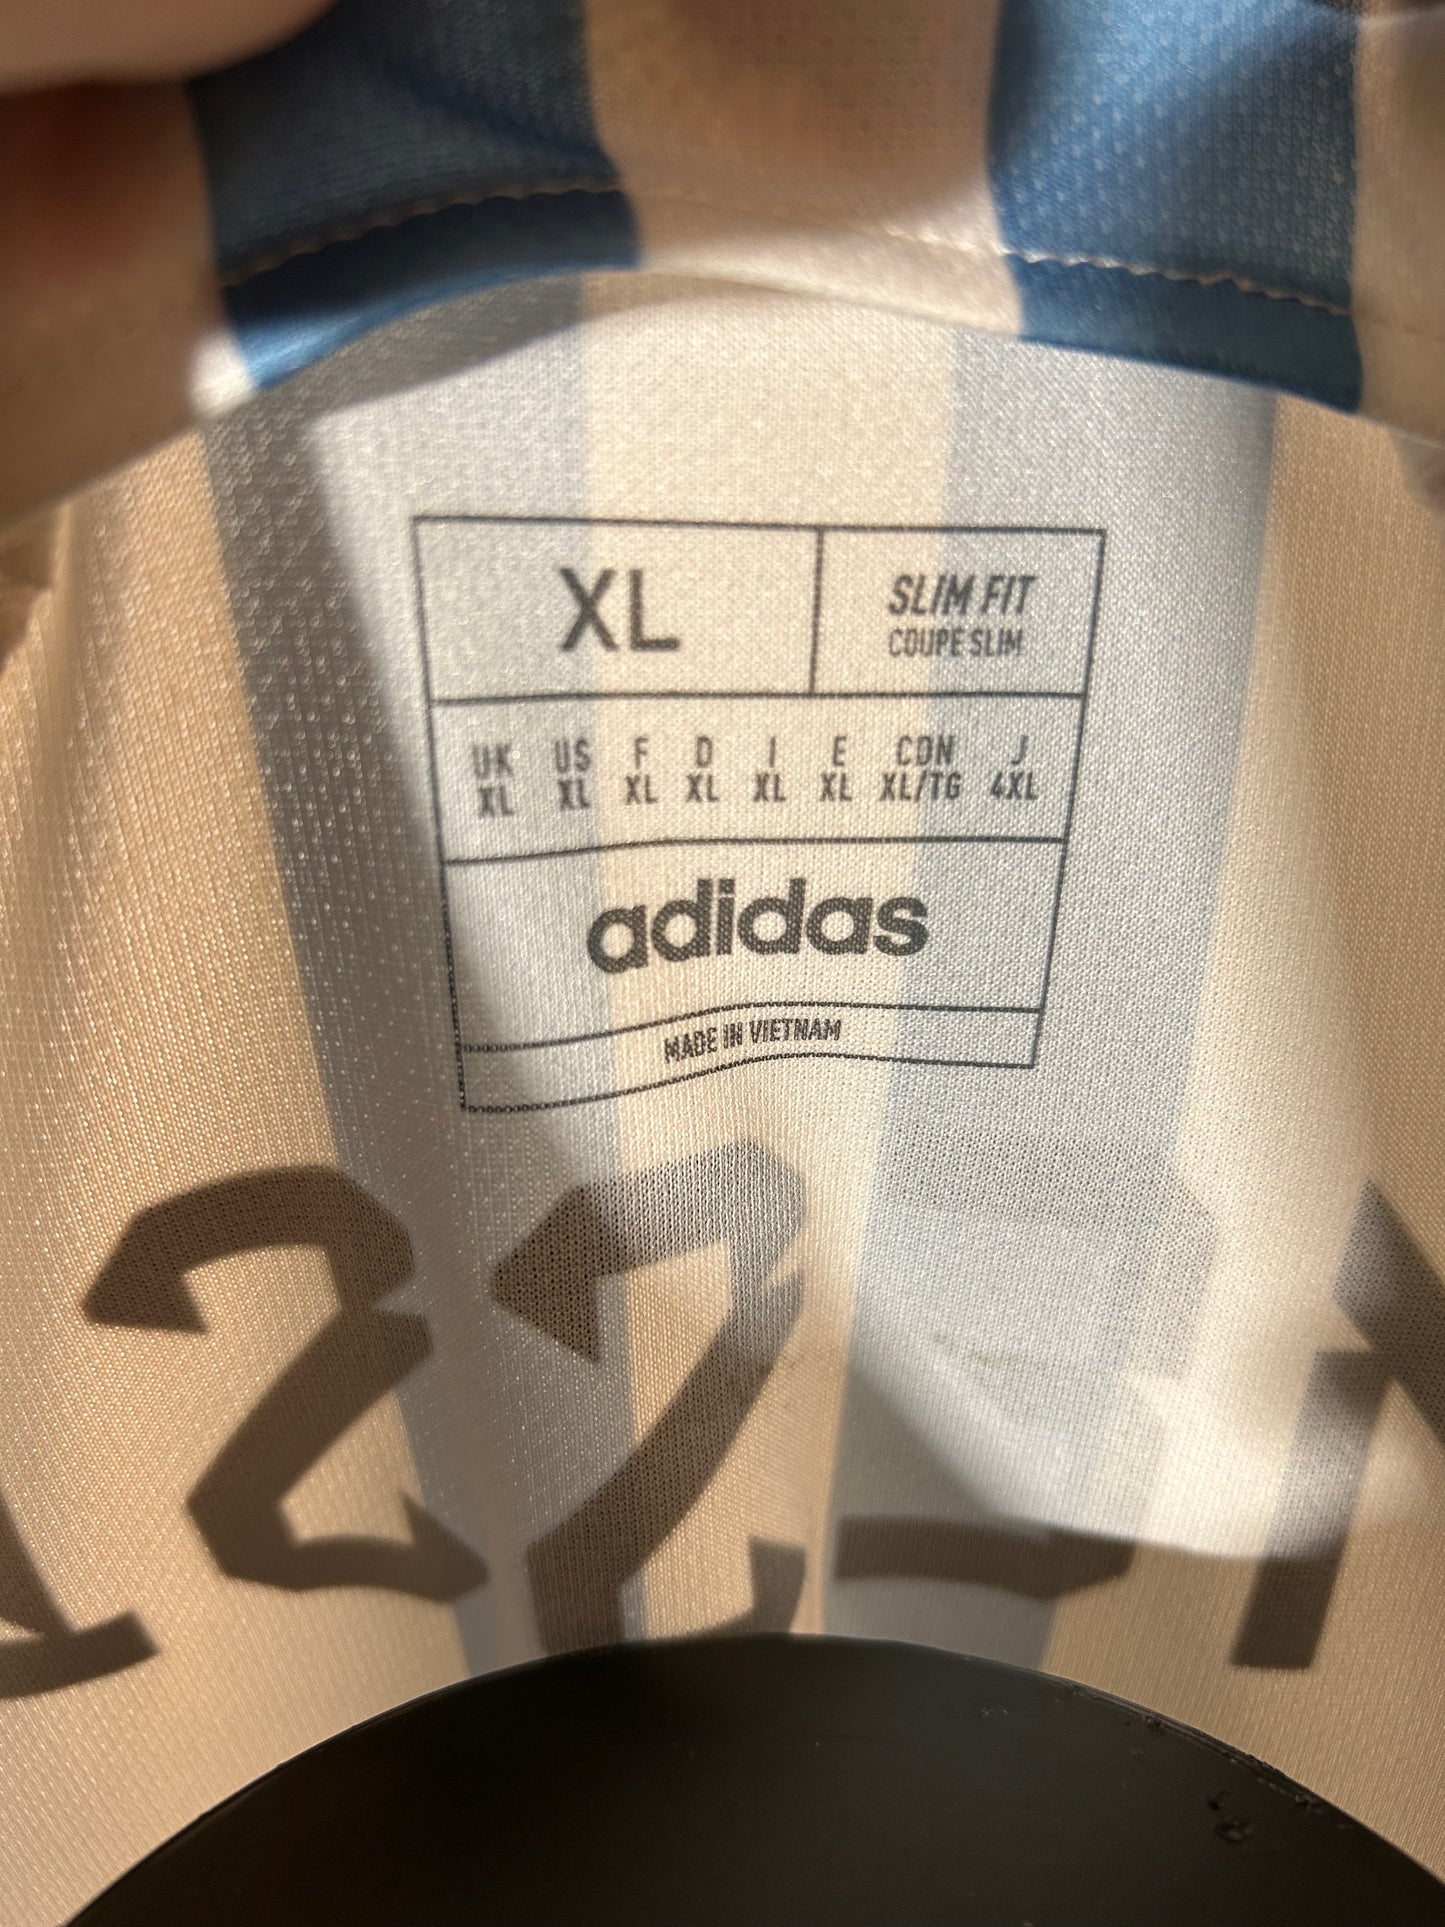 XL
SLIM FIT
COUPE SLIM
UK US F D I E CDN J
XL XL XL XL XL XL XL/TG 4XL
adidas
MADE IN VIETNAM